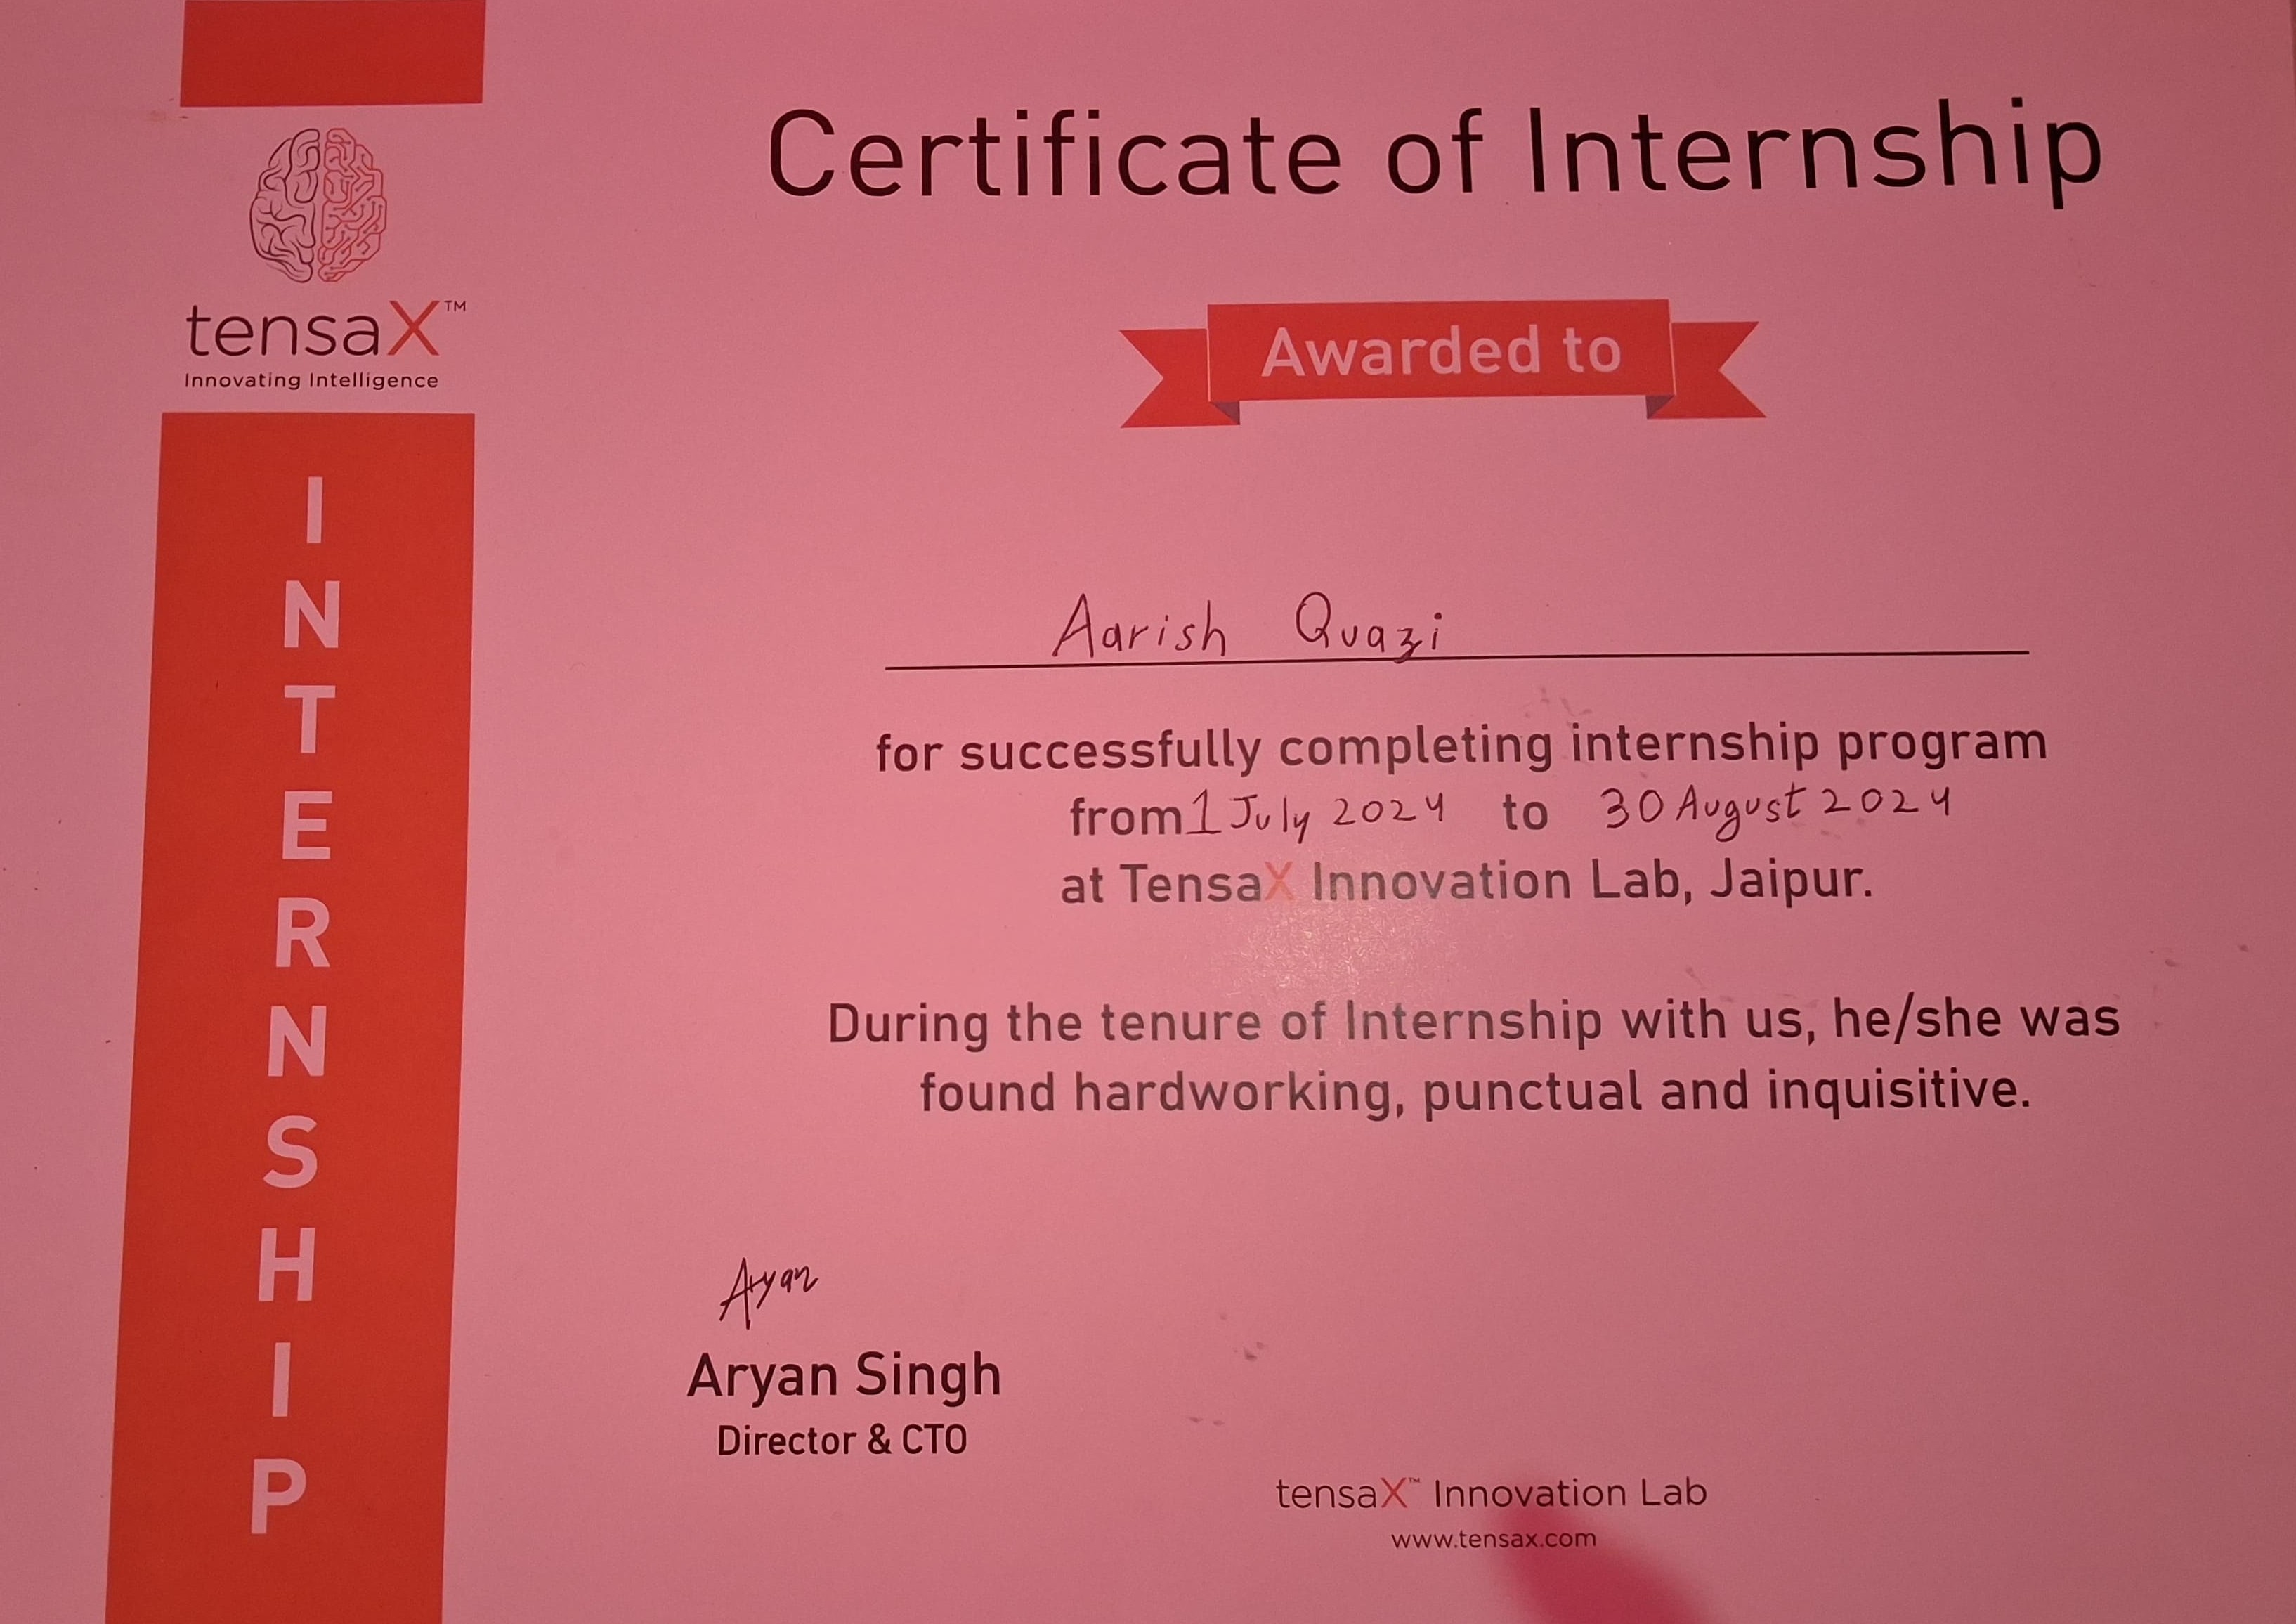 tensaX™
Innovating Intelligence
INTERNSHIP
Certificate of Internship
Awarded to
Aarish Quazi
for successfully completing internship program
from 1 July 2024 to 30 August 2024
at TensaX Innovation Lab, Jaipur.
During the tenure of Internship with us, he/she was
found hardworking, punctual and inquisitive.
Aryan
Aryan Singh
Director & CTO
tensaX™ Innovation Lab
www.tensax.com